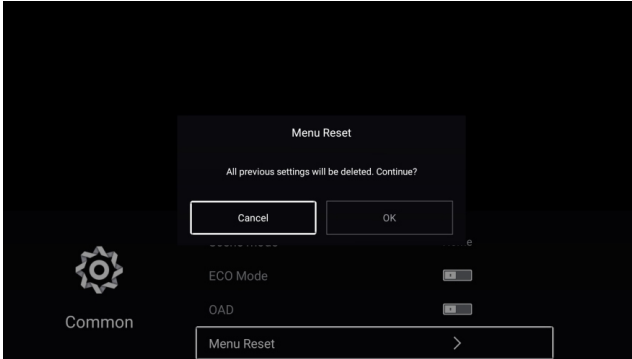 Menu Reset
All previous settings will be deleted. Continue?
Cancel
OK
ECO Mode
OAD
Common
Menu Reset